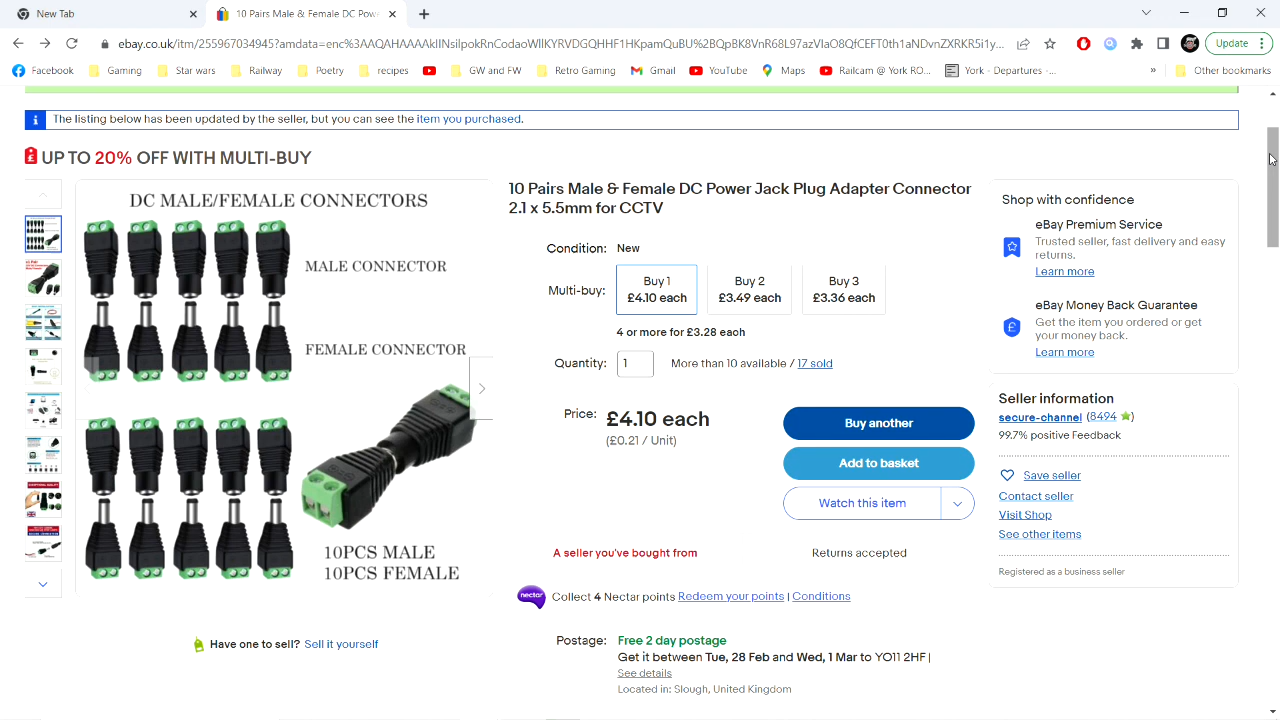 New Tab
10 Pairs Male & Female DC Pow
ebay.co.uk/itm/255967034945?
Update
Facebook
Gaming
Star wars
Railway
Poetry
recipes
GW and FW
Retro Gaming
Gmail
YouTube
Maps
Railcam @ York RO...
York - Departures -...
»
Other bookmarks
The listing below has been updated by the seller, but you can see the item you purchased.
UP TO 20% OFF WITH MULTI-BUY
DC MALE/FEMALE CONNECTORS
MALE CONNECTOR
FEMALE CONNECTOR
10PCS MALE
10PCS FEMALE
Have one to sell? Sell it yourself
10 Pairs Male & Female DC Power Jack Plug Adapter Connector
2.1 x 5.5mm for CCTV
Condition: New
Multi-buy:
Buy 1
£4.10 each
Buy 2
£3.49 each
Buy 3
£3.36 each
4 or more for £3.28 each
Quantity: 1 More than 10 available / 17 sold
Price: £4.10 each
(£0.21 / Unit)
Buy another
Add to basket
Watch this item
A seller you've bought from
Returns accepted
nectar Collect 4 Nectar points Redeem your points | Conditions
Postage: Free 2 day postage
Get it between Tue, 28 Feb and Wed, 1 Mar to YO11 2HF |
See details
Located in: Slough, United Kingdom
Shop with confidence
eBay Premium Service
Trusted seller, fast delivery and easy
returns.
Learn more
eBay Money Back Guarantee
Get the item you ordered or get
your money back.
Learn more
Seller information
secure-channel (8494)
99.7% positive Feedback
Save seller
Contact seller
Visit Shop
See other items
Registered as a business seller